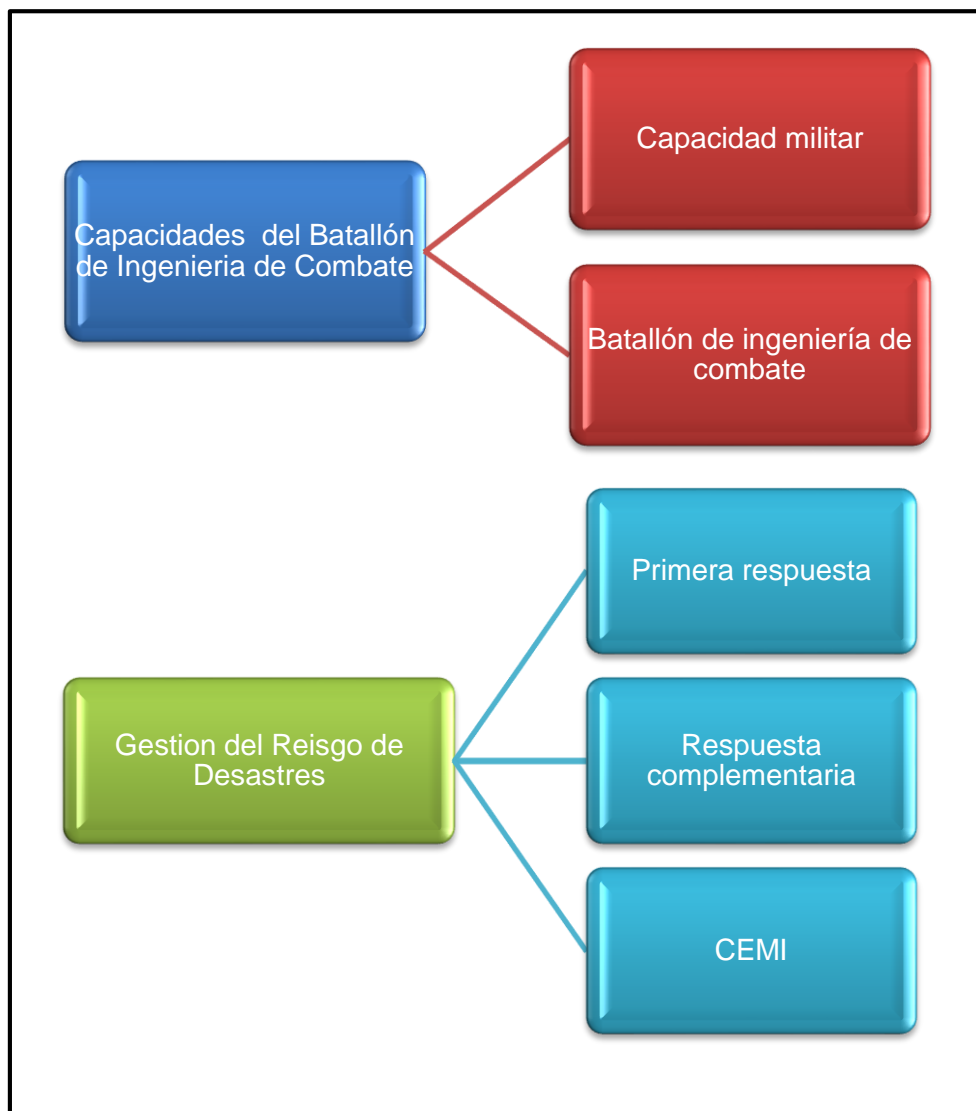 Capacidad militar
Capacidades  del Batallón
de Ingenieria de Combate
Batallón de ingeniería de
combate
Primera respuesta
Gestion del Reisgo de
Desastres
Respuesta
complementaria
CEMI